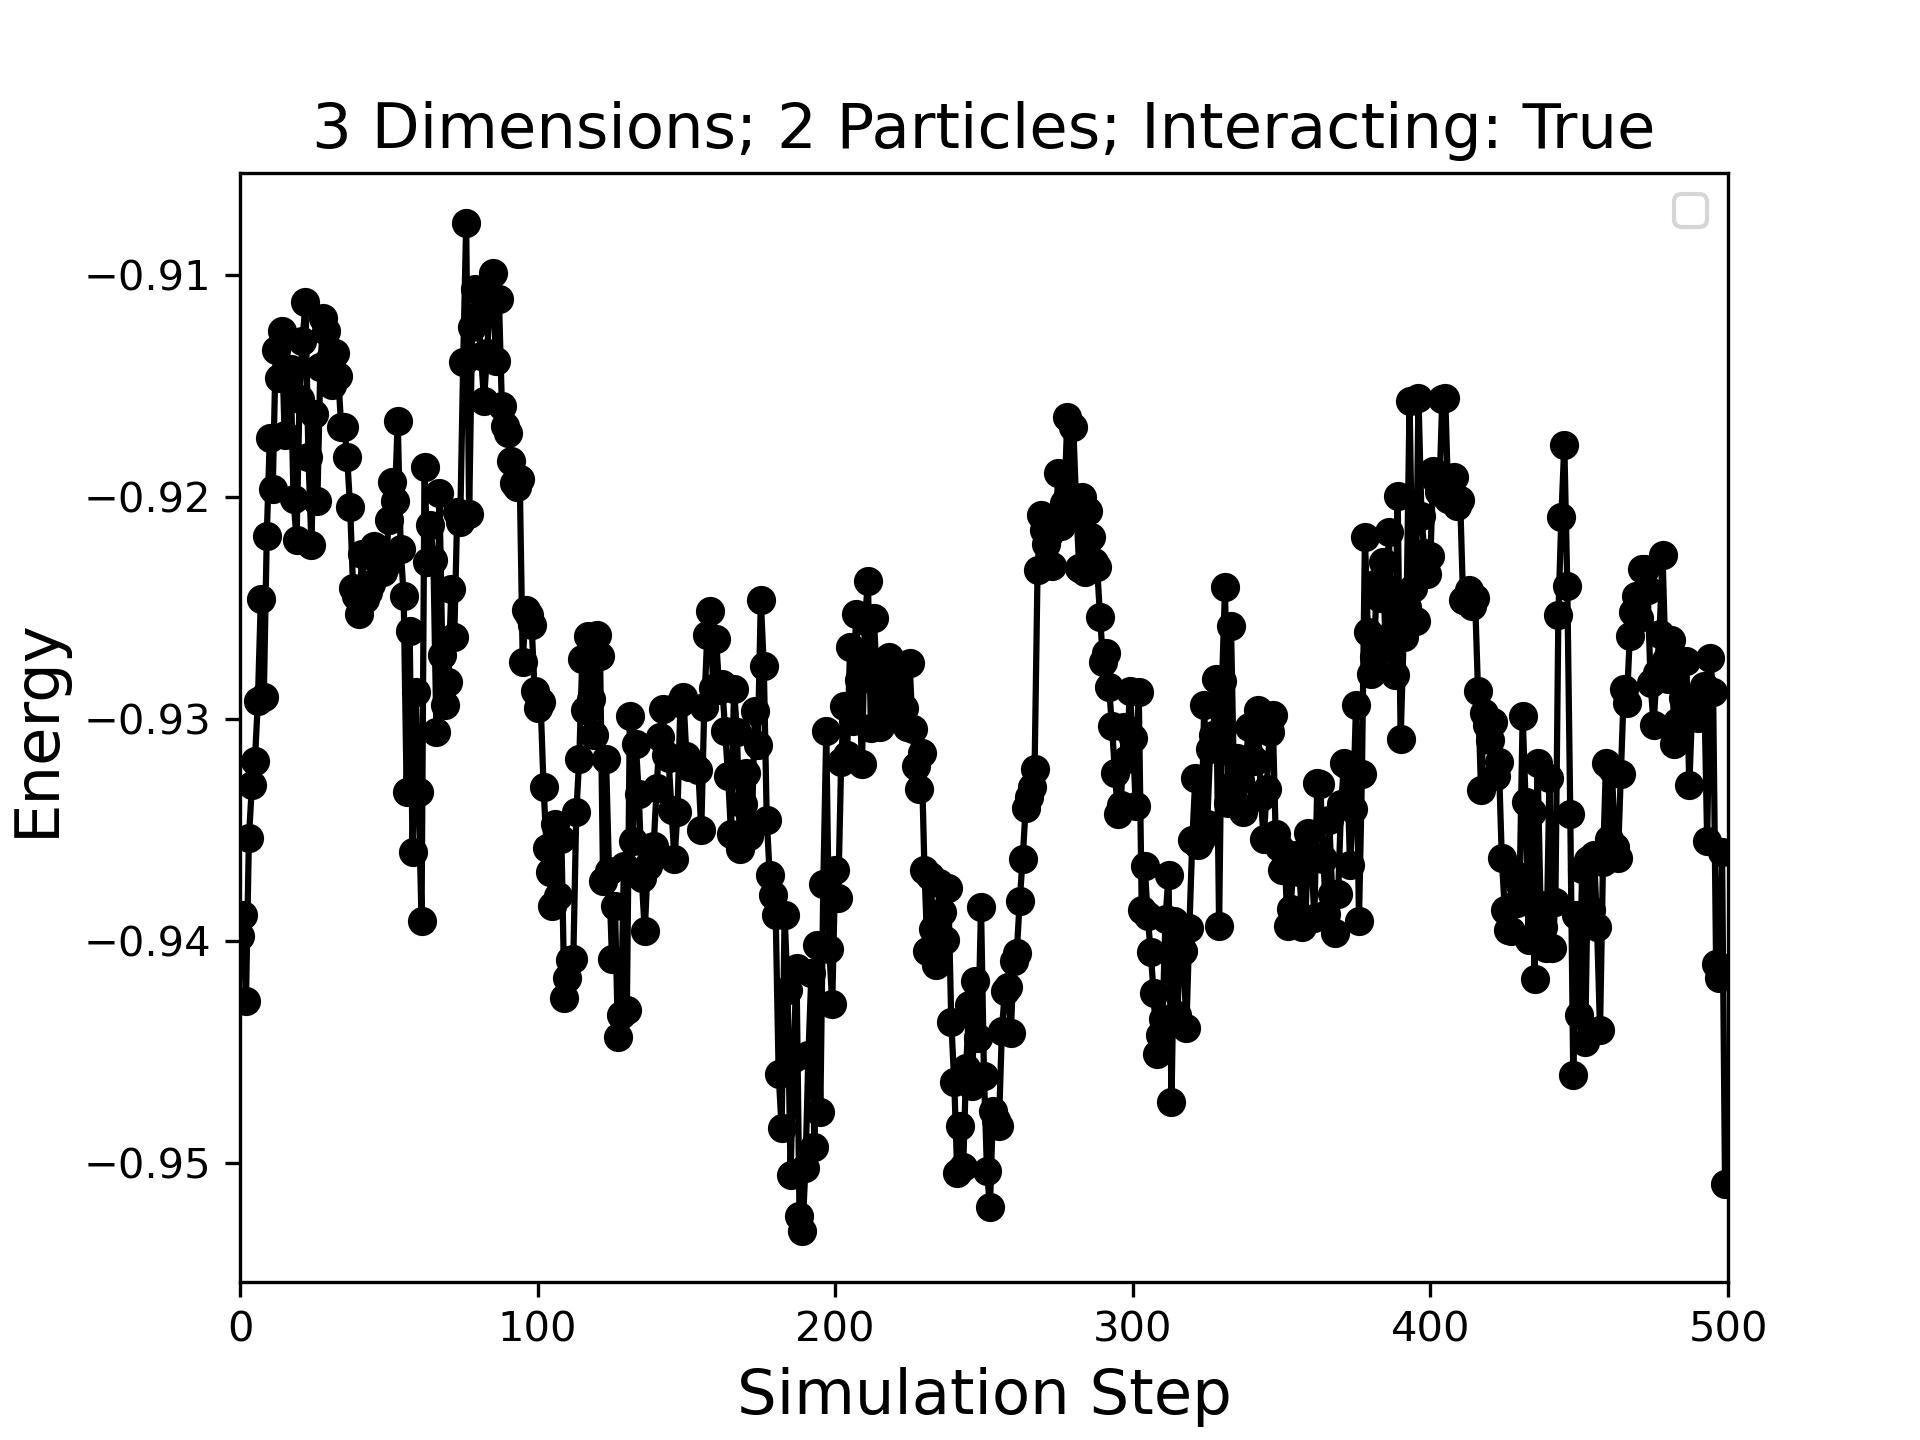 3 Dimensions; 2 Particles; Interacting: True
−0.91
−0.92
−0.93
−0.94
−0.95
Energy
0 100 200 300 400 500
Simulation Step